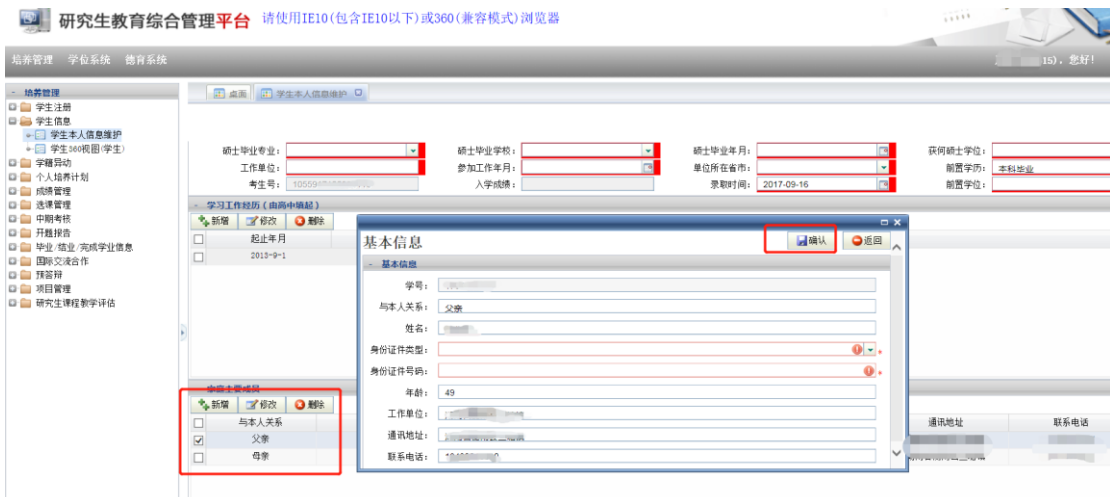 研究生教育综合管理平台 请使用IE10(包含IE10以下)或360(兼容模式)浏览器
培养管理 学位系统 德育系统 15)，您好!
- 培养管理
学生注册
学生信息
学生本人信息维护
学生360视图(学生)
学籍异动
个人培养计划
成绩管理
选课管理
中期考核
开题报告
毕业/结业/完成学业信息
国际交流合作
预答辩
项目管理
研究生课程教学评估
桌面 学生本人信息维护
硕士毕业专业： 硕士毕业学校： 硕士毕业年月： 获何硕士学位：
工作单位： 参加工作年月： 单位所在省市： 前置学历： 本科毕业
考生号： 10559 入学成绩： 录取时间： 2017-09-16 前置学位：
- 学习工作经历（由高中填起）
新增 修改 删除
起止年月
2013-9-1
基本信息 确认 返回
- 基本信息
学号：
与本人关系： 父亲
姓名：
身份证件类型： *
身份证件号码： *
年龄： 49
工作单位：
通讯地址：
联系电话：
家庭主要成员
新增 修改 删除
与本人关系 通讯地址 联系电话
父亲
母亲